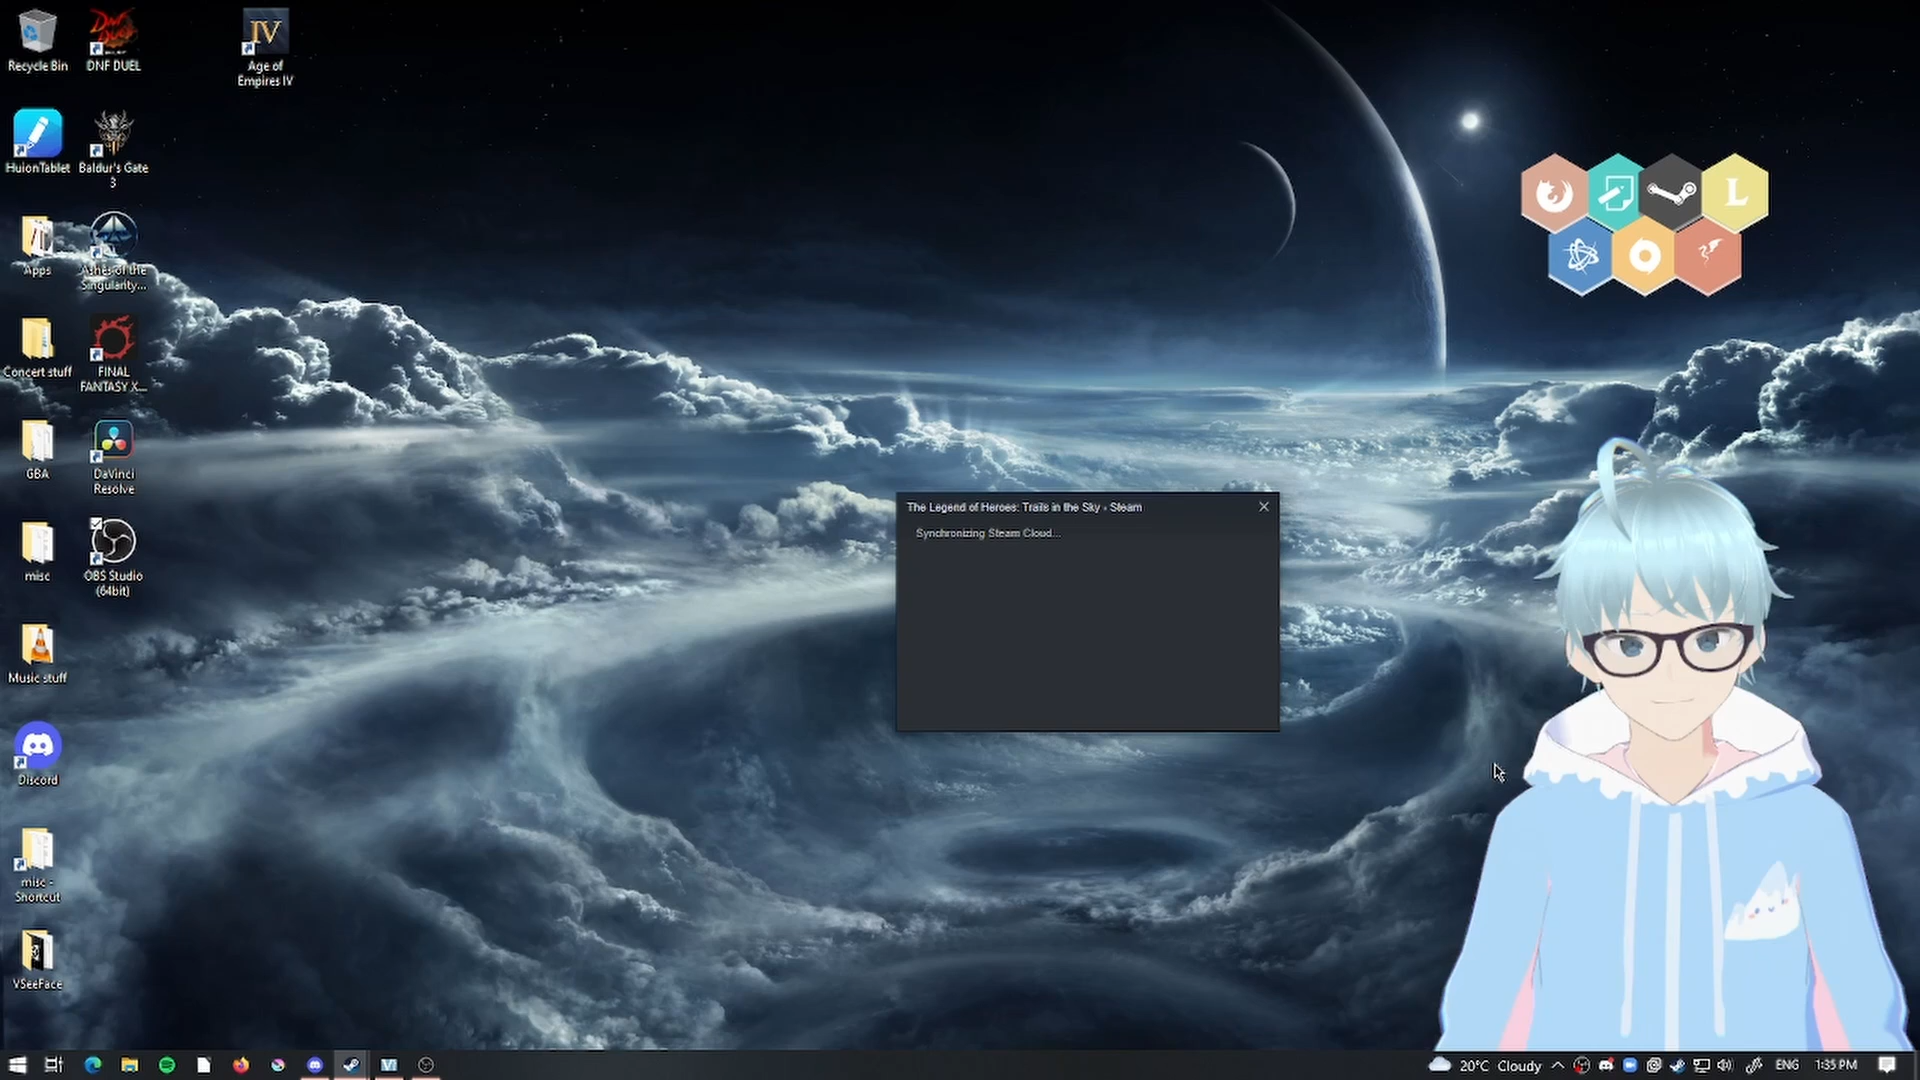 Recycle Bin
DNF DUEL
IV
Age of
Empires IV
HuionTablet
Baldur's Gate
3
Apps
Ashes of the
Singularity...
Concert stuff
FINAL
FANTASY X...
GBA
DaVinci
Resolve
misc
OBS Studio
(64bit)
Music stuff
Discord
misc -
Shortcut
VSeeFace
L
The Legend of Heroes: Trails in the Sky - Steam
Synchronizing Steam Cloud...
20°C Cloudy
ENG
1:35 PM